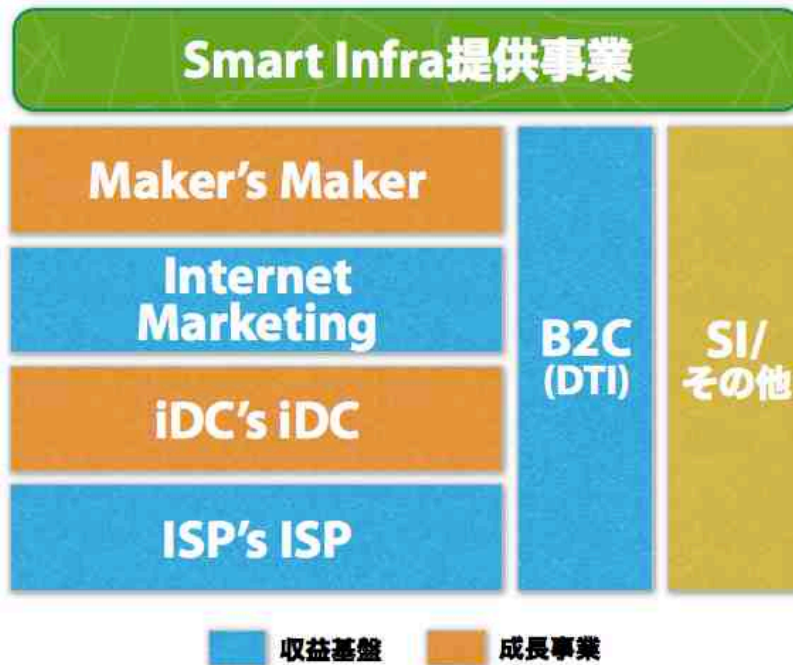 Smart Infra提供事業
Maker's Maker
Internet
Marketing
iDC's iDC
ISP's ISP
B2C
(DTI)
SI/
その他
収益基盤
成長事業